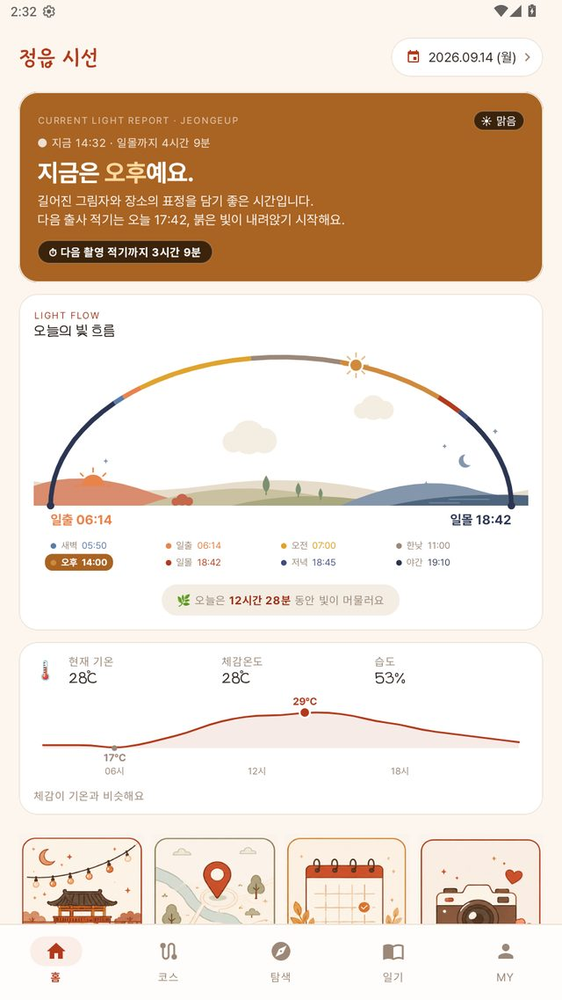 2:32
정읍 시선
2026.09.14 (월)
CURRENT LIGHT REPORT · JEONGEUP
맑음
지금 14:32 · 일몰까지 4시간 9분
지금은 오후예요.
길어진 그림자와 장소의 표정을 담기 좋은 시간입니다.
다음 출사 적기는 오늘 17:42, 붉은 빛이 내려앉기 시작해요.
다음 촬영 적기까지 3시간 9분
LIGHT FLOW
오늘의 빛 흐름
일출 06:14
일몰 18:42
새벽 05:50
일출 06:14
오전 07:00
한낮 11:00
오후 14:00
일몰 18:42
저녁 18:45
야간 19:10
오늘은 12시간 28분 동안 빛이 머물러요
현재 기온
체감온도
습도
28℃
28℃
53%
29°C
17°C
06시
12시
18시
체감이 기온과 비슷해요
홈
코스
탐색
일기
MY